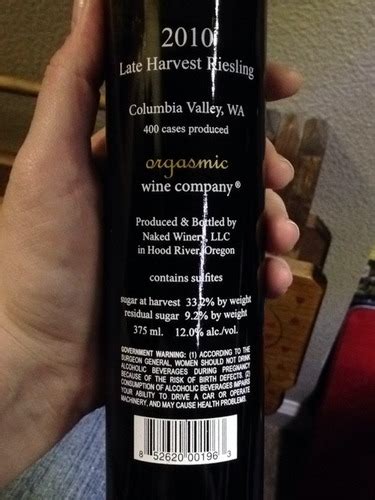 2010
Late Harvest Riesling
Columbia Valley, WA
400 cases produced
orgasmic
wine company®
Produced & Bottled by
Naked Winery, LLC
in Hood River, Oregon
contains sulfites
sugar at harvest 33.2% by weight
residual sugar 9.2% by weight
375 ml. 12.0% alc./vol.
GOVERNMENT WARNING: (1) ACCORDING TO THE
SURGEON GENERAL, WOMEN SHOULD NOT DRINK
ALCOHOLIC BEVERAGES DURING PREGNANCY
BECAUSE OF THE RISK OF BIRTH DEFECTS. (2)
CONSUMPTION OF ALCOHOLIC BEVERAGES IMPAIRS
YOUR ABILITY TO DRIVE A CAR OR OPERATE
MACHINERY, AND MAY CAUSE HEALTH PROBLEMS.
8 52620 00196 3